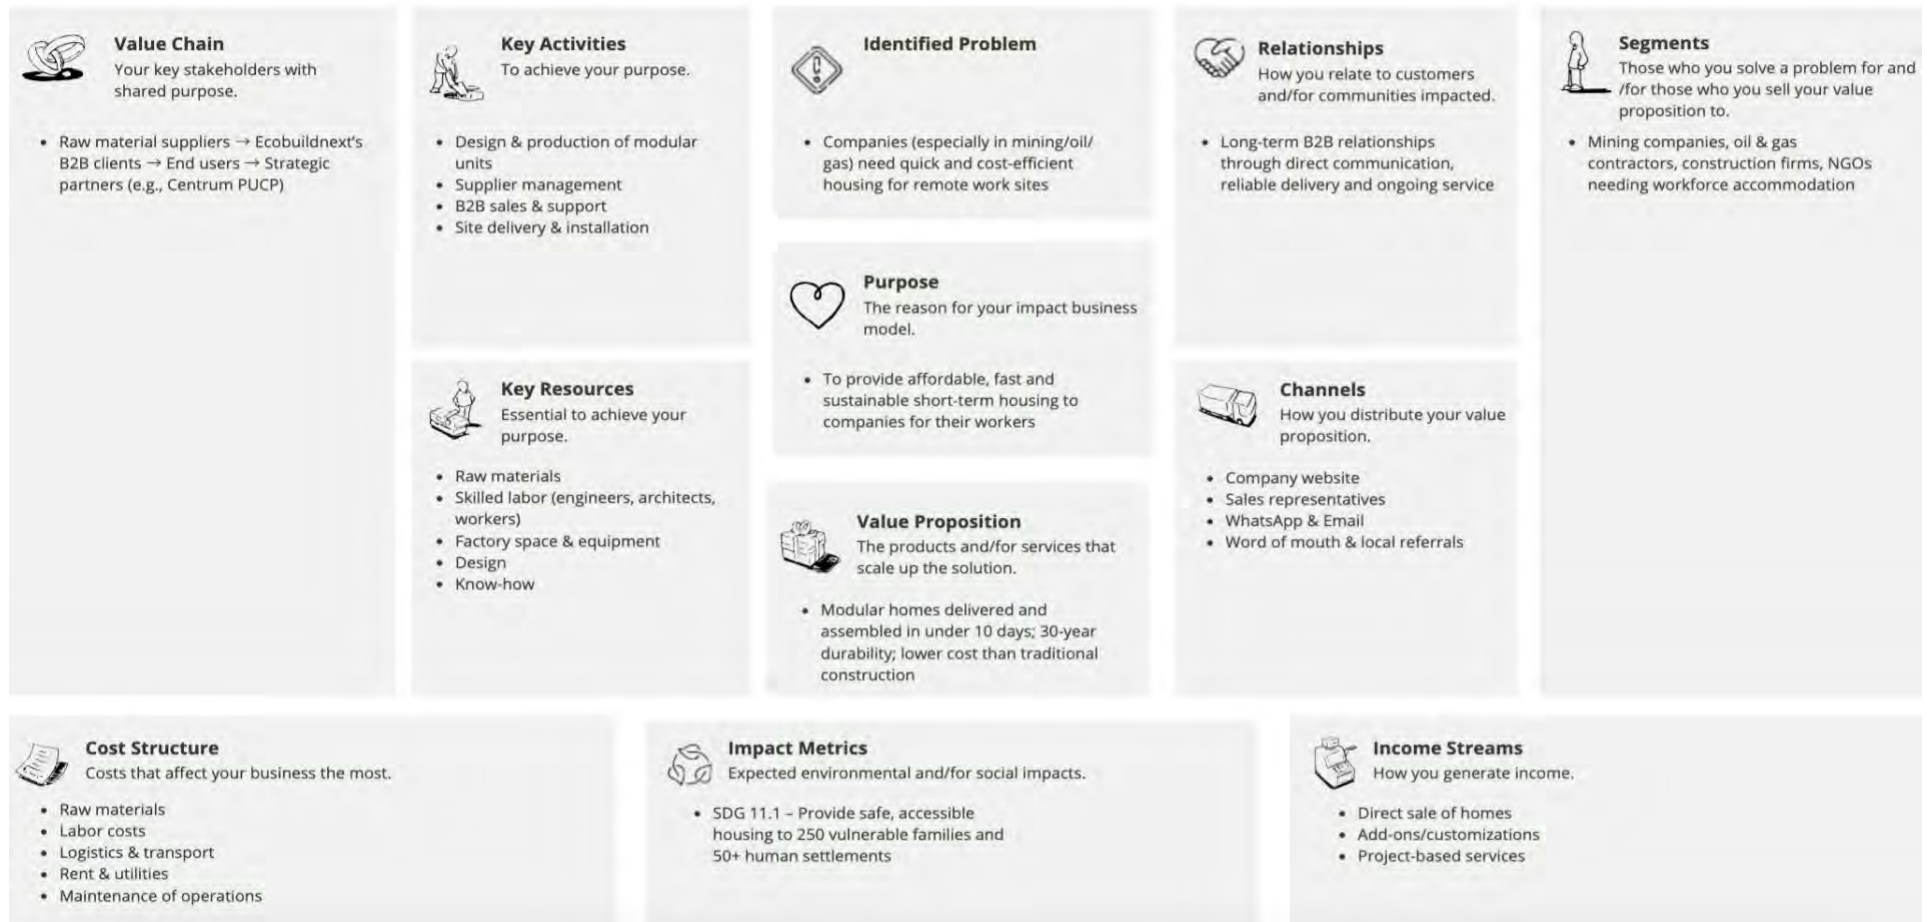 Value Chain
Your key stakeholders with
shared purpose.
• Raw material suppliers → Ecobuildnext's
B2B clients → End users → Strategic
partners (e.g., Centrum PUCP)
Key Activities
To achieve your purpose.
• Design & production of modular
units
• Supplier management
• B2B sales & support
• Site delivery & installation
Key Resources
Essential to achieve your
purpose.
• Raw materials
• Skilled labor (engineers, architects,
workers)
• Factory space & equipment
• Design
• Know-how
Identified Problem
• Companies (especially in mining/oil/
gas) need quick and cost-efficient
housing for remote work sites
Purpose
The reason for your impact business
model.
• To provide affordable, fast and
sustainable short-term housing to
companies for their workers
Value Proposition
The products and/for services that
scale up the solution.
• Modular homes delivered and
assembled in under 10 days; 30-year
durability; lower cost than traditional
construction
Relationships
How you relate to customers
and/for communities impacted.
• Long-term B2B relationships
through direct communication,
reliable delivery and ongoing service
Channels
How you distribute your value
proposition.
• Company website
• Sales representatives
• WhatsApp & Email
• Word of mouth & local referrals
Segments
Those who you solve a problem for and
/for those who you sell your value
proposition to.
• Mining companies, oil & gas
contractors, construction firms, NGOs
needing workforce accommodation
Cost Structure
Costs that affect your business the most.
• Raw materials
• Labor costs
• Logistics & transport
• Rent & utilities
• Maintenance of operations
Impact Metrics
Expected environmental and/for social impacts.
• SDG 11.1 – Provide safe, accessible
housing to 250 vulnerable families and
50+ human settlements
Income Streams
How you generate income.
• Direct sale of homes
• Add-ons/customizations
• Project-based services